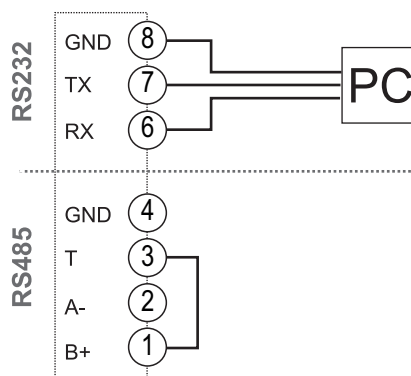 RS232
GND 8
TX 7
RX 6
PC
RS485
GND 4
T 3
A- 2
B+ 1